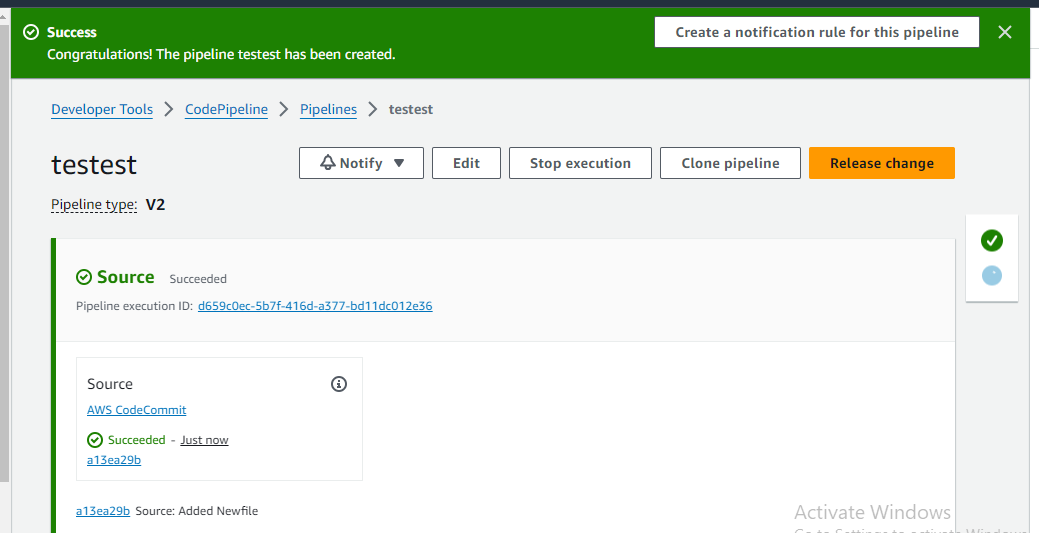 Success
Congratulations! The pipeline testest has been created.
Create a notification rule for this pipeline
Developer Tools > CodePipeline > Pipelines > testest
testest
Notify
Edit
Stop execution
Clone pipeline
Release change
Pipeline type: V2
Source Succeeded
Pipeline execution ID: d659c0ec-5b7f-416d-a377-bd11dc012e36
Source
AWS CodeCommit
Succeeded - Just now
a13ea29b
a13ea29b Source: Added Newfile
Activate Windows
Go to Settings to activate Windows